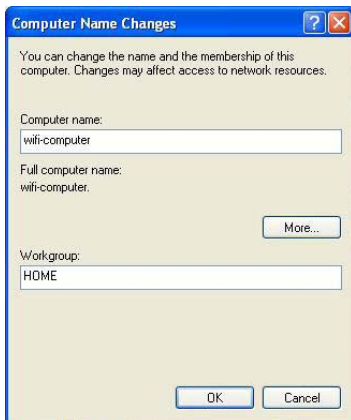 Computer Name Changes
You can change the name and the membership of this
computer. Changes may affect access to network resources.
Computer name:
wifi-computer
Full computer name:
wifi-computer.
More...
Workgroup:
HOME
OK
Cancel